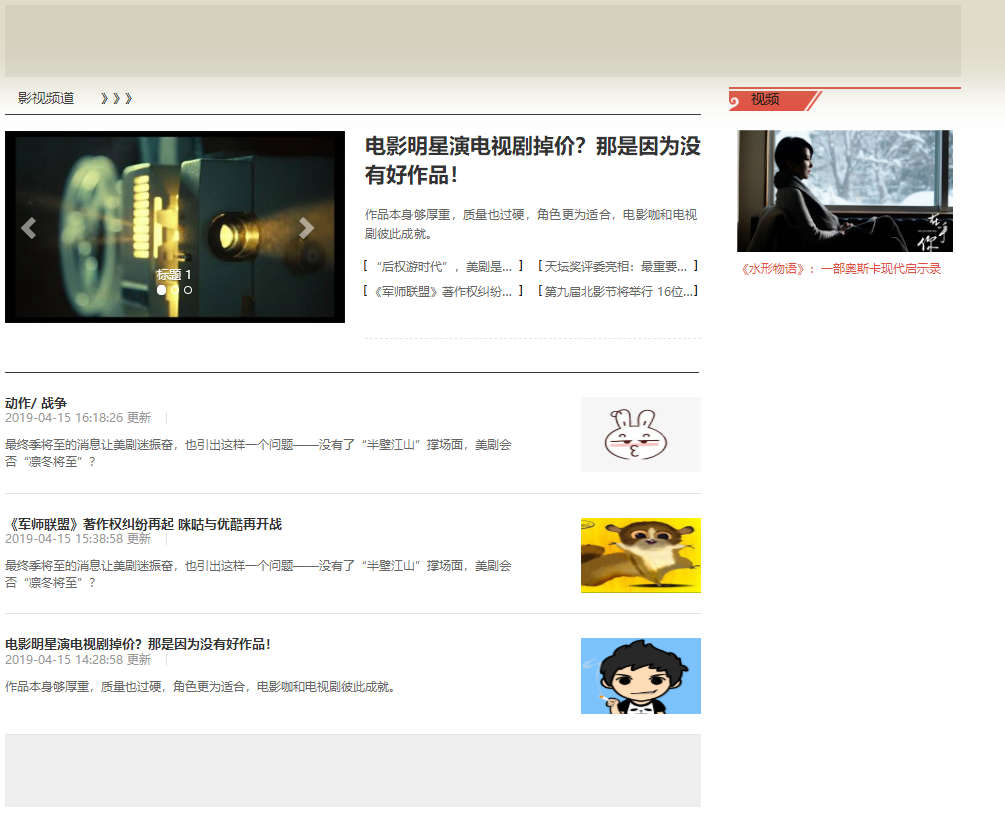 影视频道 》》》
视频
标题 1
电影明星演电视剧掉价？那是因为没
有好作品！
作品本身够厚重，质量也过硬，角色更为适合，电影咖和电视
剧彼此成就。
[ “后权游时代”，美剧是... ] [ 天坛奖评委亮相：最重要... ]
[ 《军师联盟》著作权纠纷... ] [ 第九届北影节将举行 16位...]
在乎
你
《水形物语》：一部奥斯卡现代启示录
动作/ 战争
2019-04-15 16:18:26 更新
最终季将至的消息让美剧迷振奋，也引出这样一个问题——没有了“半壁江山”撑场面，美剧会
否“凛冬将至”？
《军师联盟》著作权纠纷再起 咪咕与优酷再开战
2019-04-15 15:38:58 更新
最终季将至的消息让美剧迷振奋，也引出这样一个问题——没有了“半壁江山”撑场面，美剧会
否“凛冬将至”？
电影明星演电视剧掉价？那是因为没有好作品！
2019-04-15 14:28:58 更新
作品本身够厚重，质量也过硬，角色更为适合，电影咖和电视剧彼此成就。